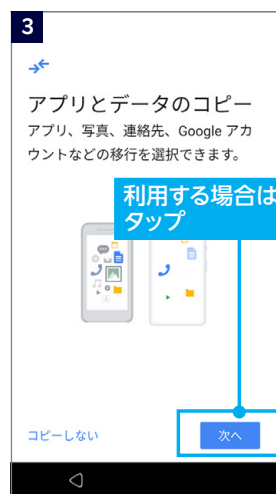 3
アプリとデータのコピー
アプリ、写真、連絡先、Google アカ
ウントなどの移行を選択できます。
利用する場合は
タップ
コピーしない
次へ